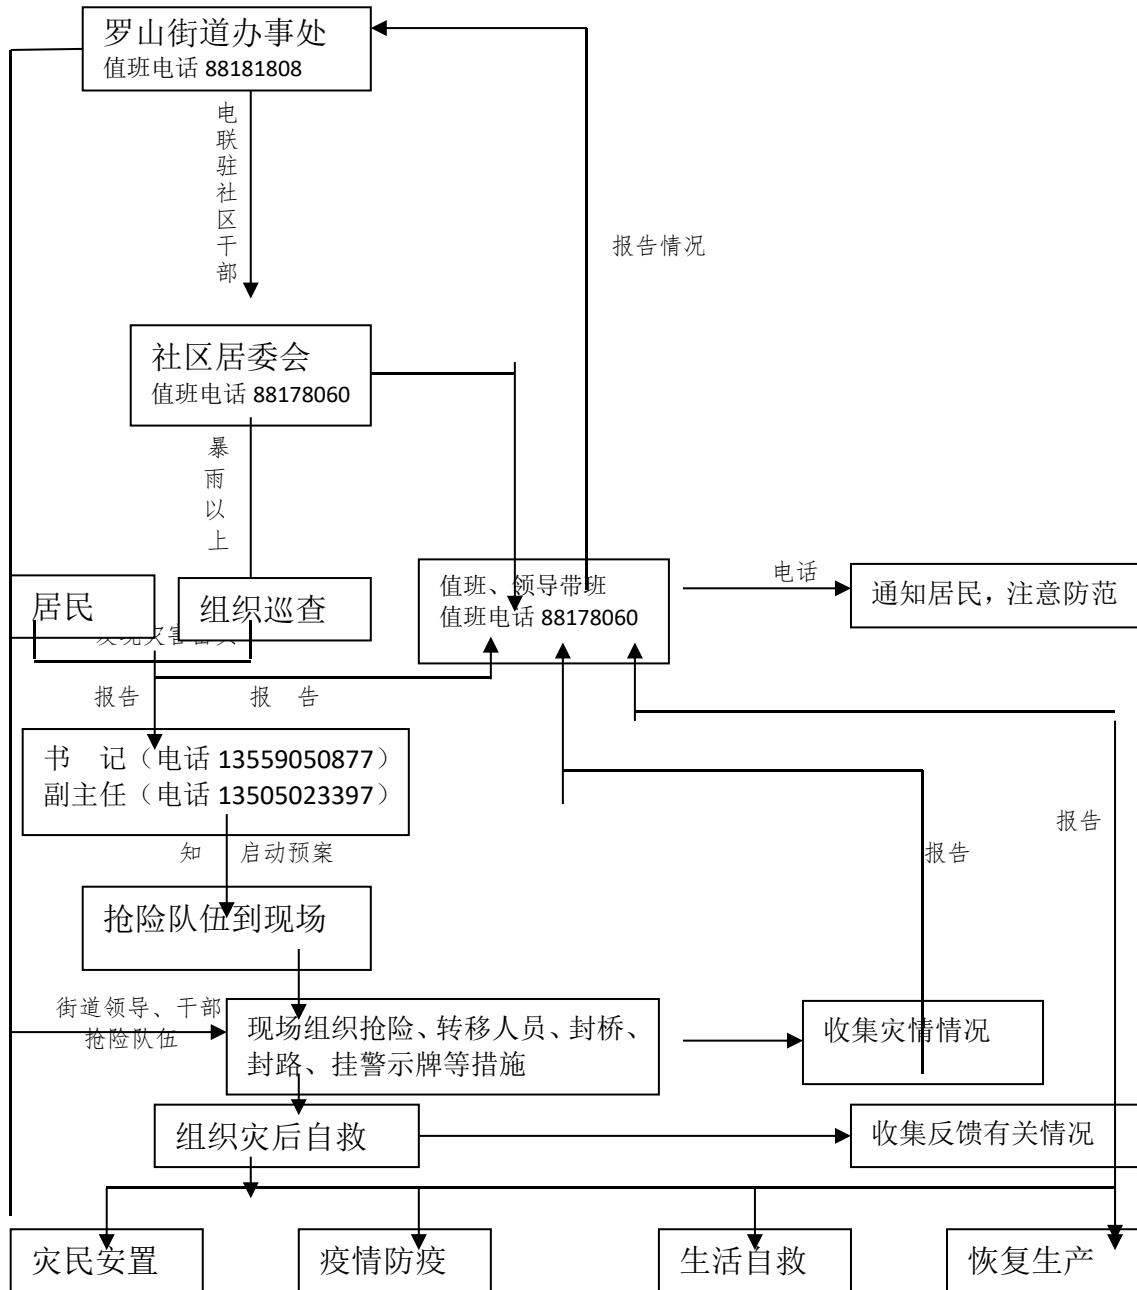 罗山街道办事处
值班电话 88181808
电联驻社区干部
报告情况
社区居委会
值班电话 88178060
暴雨以上
居民
组织巡查
值班、领导带班
值班电话 88178060
电话
通知居民，注意防范
报告
报 告
书 记（电话 13559050877）
副主任（电话 13505023397）
报告
报告
知 启动预案
抢险队伍到现场
街道领导、干部
抢险队伍
现场组织抢险、转移人员、封桥、
封路、挂警示牌等措施
收集灾情情况
组织灾后自救
收集反馈有关情况
灾民安置
疫情防疫
生活自救
恢复生产